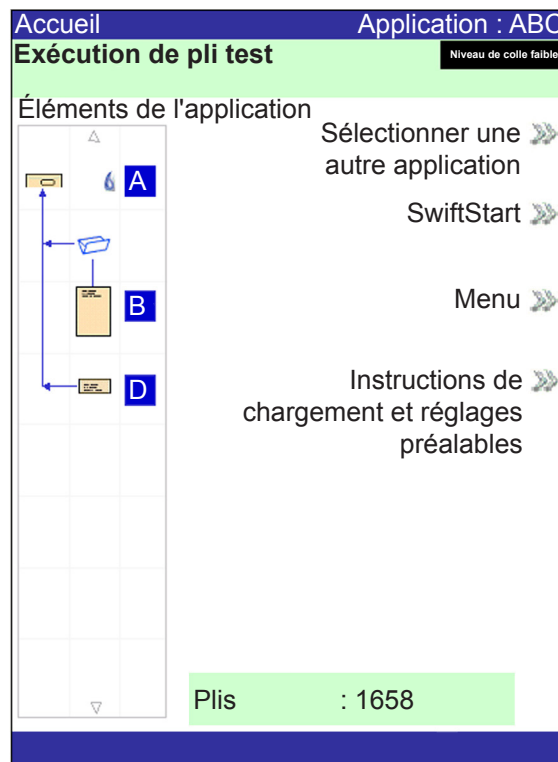 Accueil Application : ABC
Exécution de pli test
Niveau de colle faible
Éléments de l'application
Sélectionner une
autre application
A
SwiftStart
Menu
B
Instructions de
chargement et réglages
préalables
D
Plis : 1658